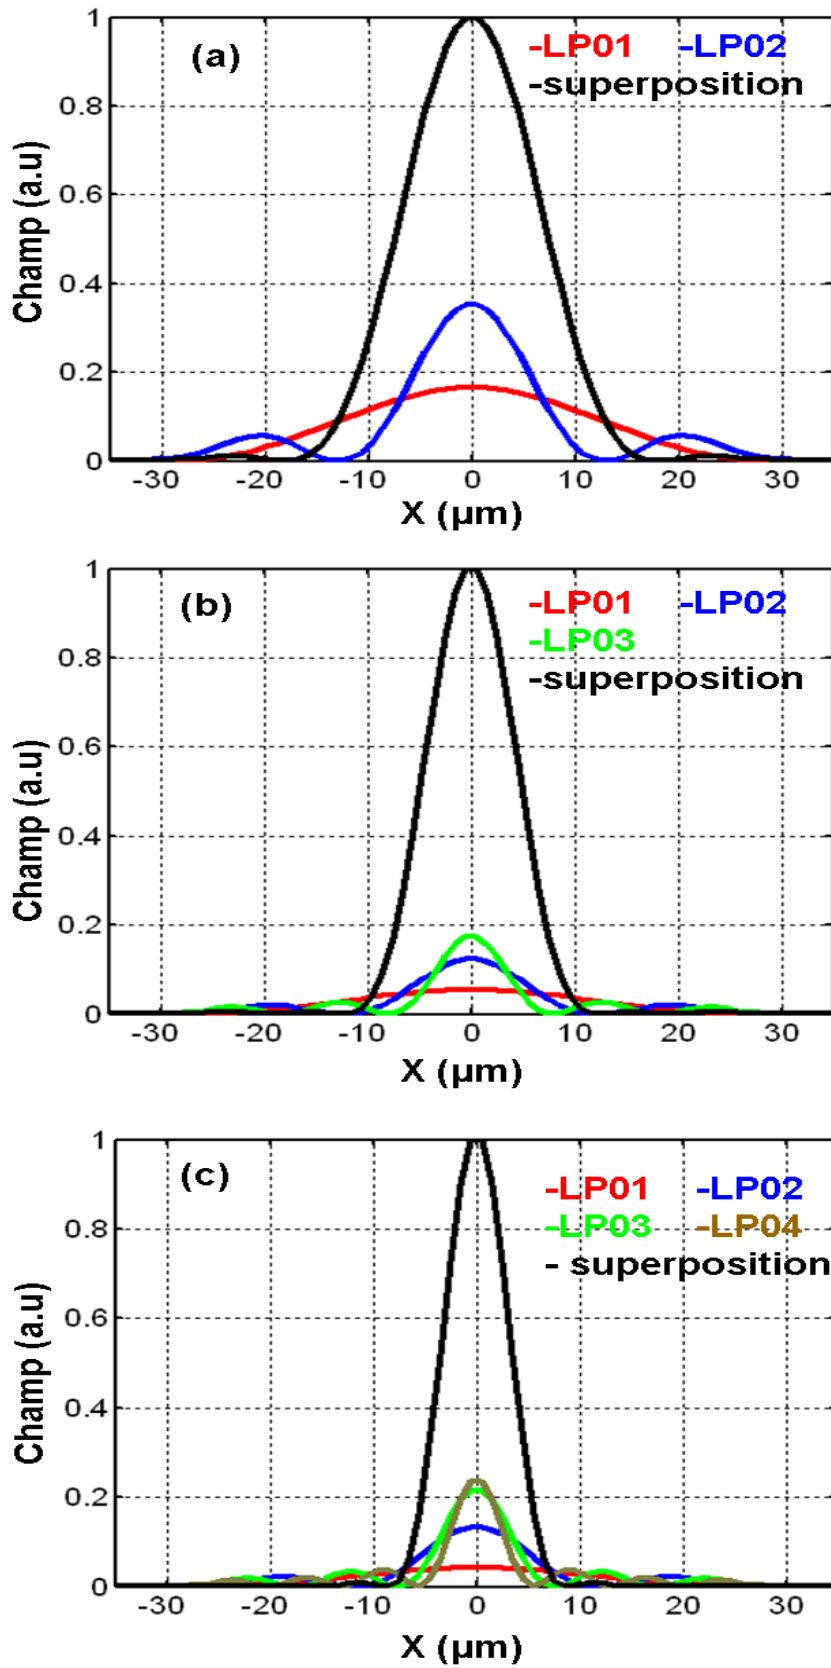 (a)
-LP01 -LP02
-superposition
Champ (a.u)
1
0.8
0.6
0.4
0.2
0
-30 -20 -10 0 10 20 30
X (µm)
(b)
-LP01 -LP02
-LP03
-superposition
Champ (a.u)
1
0.8
0.6
0.4
0.2
0
-30 -20 -10 0 10 20 30
X (µm)
(c)
-LP01 -LP02
-LP03 -LP04
- superposition
Champ (a.u)
1
0.8
0.6
0.4
0.2
0
-30 -20 -10 0 10 20 30
X (µm)